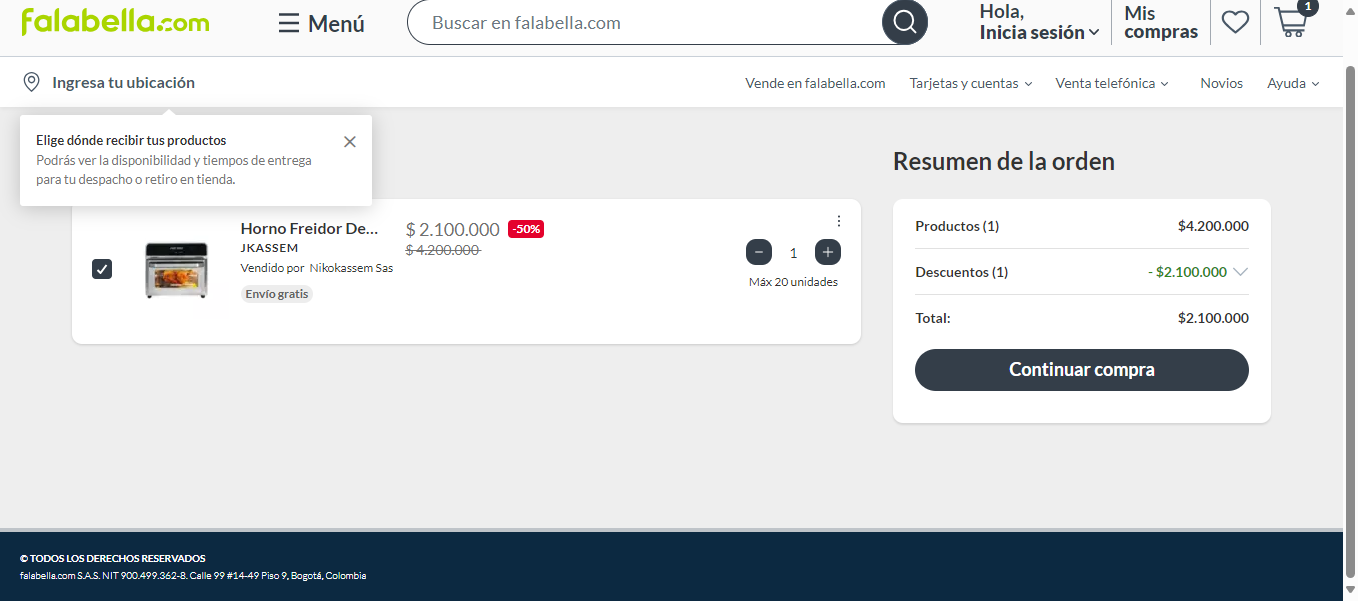 falabella.com
Menú
Buscar en falabella.com
Hola,
Inicia sesión
Mis
compras
1
Ingresa tu ubicación
Vende en falabella.com
Tarjetas y cuentas
Venta telefónica
Novios
Ayuda
Elige dónde recibir tus productos
Podrás ver la disponibilidad y tiempos de entrega
para tu despacho o retiro en tienda.
Horno Freidor De...
JKASSEM
Vendido por Nikokassem Sas
Envío gratis
$ 2.100.000 -50%
$ 4.200.000
− 1 +
Máx 20 unidades
Resumen de la orden
Productos (1) $4.200.000
Descuentos (1) - $2.100.000
Total: $2.100.000
Continuar compra
© TODOS LOS DERECHOS RESERVADOS
falabella.com S.A.S. NIT 900.499.362-8. Calle 99 #14-49 Piso 9, Bogotá, Colombia